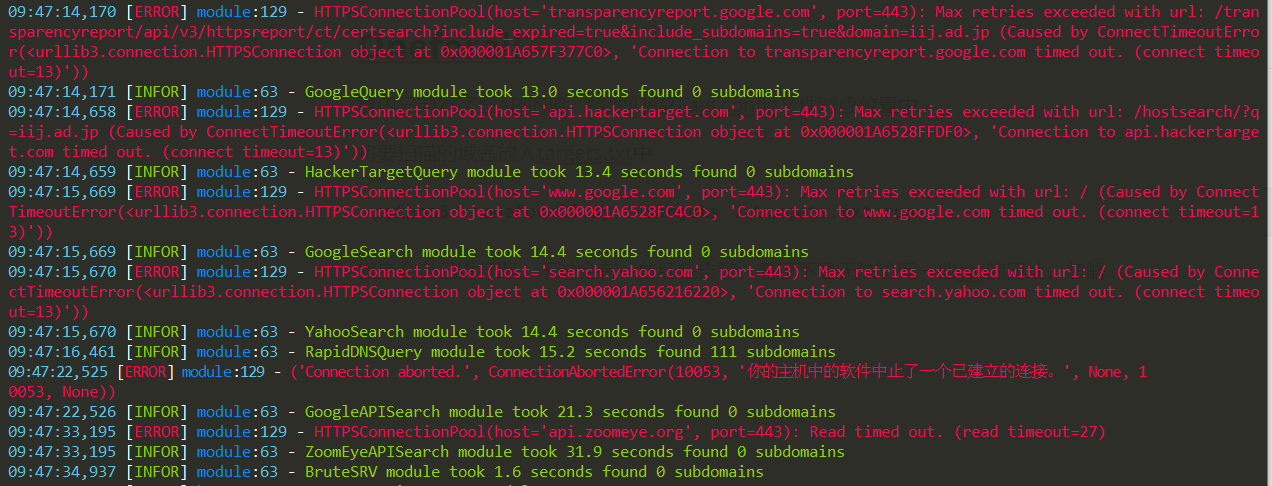 09:47:14,170 [ERROR] module:129 - HTTPSConnectionPool(host='transparencyreport.google.com', port=443): Max retries exceeded with url: /tran
sparencyreport/api/v3/httpsreport/ct/certsearch?include_expired=true&include_subdomains=true&domain=iij.ad.jp (Caused by ConnectTimeoutErro
r(<urllib3.connection.HTTPSConnection object at 0x000001A657F377C0>, 'Connection to transparencyreport.google.com timed out. (connect timeo
ut=13)'))
09:47:14,171 [INFOR] module:63 - GoogleQuery module took 13.0 seconds found 0 subdomains
09:47:14,658 [ERROR] module:129 - HTTPSConnectionPool(host='api.hackertarget.com', port=443): Max retries exceeded with url: /hostsearch/?q
=iij.ad.jp (Caused by ConnectTimeoutError(<urllib3.connection.HTTPSConnection object at 0x000001A6528FFDF0>, 'Connection to api.hackertarge
t.com timed out. (connect timeout=13)'))
09:47:14,659 [INFOR] module:63 - HackerTargetQuery module took 13.4 seconds found 0 subdomains
09:47:15,669 [ERROR] module:129 - HTTPSConnectionPool(host='www.google.com', port=443): Max retries exceeded with url: / (Caused by Connect
TimeoutError(<urllib3.connection.HTTPSConnection object at 0x000001A6528FC4C0>, 'Connection to www.google.com timed out. (connect timeout=1
3)'))
09:47:15,669 [INFOR] module:63 - GoogleSearch module took 14.4 seconds found 0 subdomains
09:47:15,670 [ERROR] module:129 - HTTPSConnectionPool(host='search.yahoo.com', port=443): Max retries exceeded with url: / (Caused by Conne
ctTimeoutError(<urllib3.connection.HTTPSConnection object at 0x000001A656216220>, 'Connection to search.yahoo.com timed out. (connect timeo
ut=13)'))
09:47:15,670 [INFOR] module:63 - YahooSearch module took 14.4 seconds found 0 subdomains
09:47:16,461 [INFOR] module:63 - RapidDNSQuery module took 15.2 seconds found 111 subdomains
09:47:22,525 [ERROR] module:129 - ('Connection aborted.', ConnectionAbortedError(10053, '你的主机中的软件中止了一个已建立的连接。', None, 1
0053, None))
09:47:22,526 [INFOR] module:63 - GoogleAPISearch module took 21.3 seconds found 0 subdomains
09:47:33,195 [ERROR] module:129 - HTTPSConnectionPool(host='api.zoomeye.org', port=443): Read timed out. (read timeout=27)
09:47:33,195 [INFOR] module:63 - ZoomEyeAPISearch module took 31.9 seconds found 0 subdomains
09:47:34,937 [INFOR] module:63 - BruteSRV module took 1.6 seconds found 0 subdomains